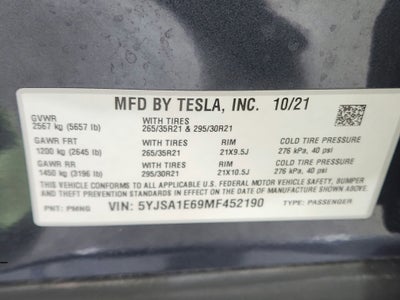 MFD BY TESLA, INC. 10/21
GVWR
2567 kg (5657 lb)
WITH TIRES
265/35R21 & 295/30R21
GAWR FRT
1200 kg (2645 lb)
WITH TIRES
265/35R21
RIMS
21X9.5J
COLD TIRE PRESSURE
276 kPa, 40 psi
GAWR RR
1450 kg (3196 lb)
WITH TIRES
295/30R21
RIMS
21X10.5J
COLD TIRE PRESSURE
276 kPa, 40 psi
THIS VEHICLE CONFORMS TO ALL APPLICABLE U.S. FEDERAL MOTOR VEHICLE SAFETY, BUMPER
AND THEFT PREVENTION STANDARDS IN EFFECT ON THE DATE OF MANUFACTURE SHOWN ABOVE.
PNT: PMNG
VIN: 5YJSA1E69MF452190
TYPE: PASSENGER